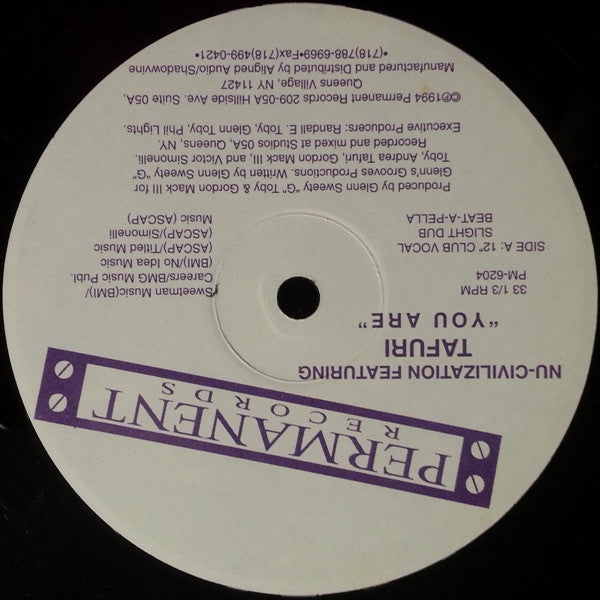 PERMANENT
RECORDS
NU-CIVILIZATION FEATURING
TAFURI
"YOU ARE"
33 1/3 RPM
PM-6204
SIDE A: 12" CLUB VOCAL
SLIGHT DUB
BEAT-A-PELLA
Sweetman Music(BMI)/
Careers/BMG Music Publ.
(BMI)/No Idea Music
(ASCAP)/Titled Music
(ASCAP)/Simonelli
Music (ASCAP)
Produced by Glenn Sweety "G" Toby & Gordon Mack III for
Glenn's Grooves Productions. Written by Glenn Sweety "G"
Toby, Andrea Tafuri, Gordon Mack, III, and Victor Simonelli.
Recorded and mixed at Studios 05A, Queens, NY.
Executive Producers: Randall E. Toby, Glenn Toby, Phil Lights.
©℗1994 Permanent Records 209-05A Hillside Ave. Suite 05A,
Queens Village, NY 11427
Manufactured and Distributed by Aligned Audio/Shadowvine
•(718)788-6969•Fax•(718)499-0421•